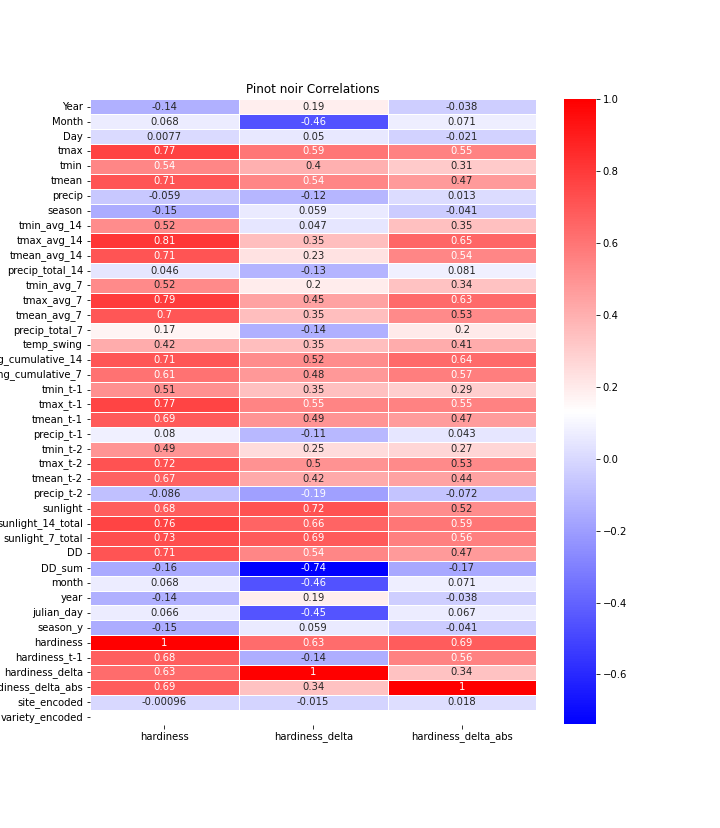 Pinot noir Correlations
Year -0.14 0.19 -0.038
Month 0.068 -0.46 0.071
Day 0.0077 0.05 -0.021
tmax 0.77 0.59 0.55
tmin 0.54 0.4 0.31
tmean 0.71 0.54 0.47
precip -0.059 -0.12 0.013
season -0.15 0.059 -0.041
tmin_avg_14 0.52 0.047 0.35
tmax_avg_14 0.81 0.35 0.65
tmean_avg_14 0.71 0.23 0.54
precip_total_14 0.046 -0.13 0.081
tmin_avg_7 0.52 0.2 0.34
tmax_avg_7 0.79 0.45 0.63
tmean_avg_7 0.7 0.35 0.53
precip_total_7 0.17 -0.14 0.2
temp_swing 0.42 0.35 0.41
g_cumulative_14 0.71 0.52 0.64
ng_cumulative_7 0.61 0.48 0.57
tmin_t-1 0.51 0.35 0.29
tmax_t-1 0.77 0.55 0.55
tmean_t-1 0.69 0.49 0.47
precip_t-1 0.08 -0.11 0.043
tmin_t-2 0.49 0.25 0.27
tmax_t-2 0.72 0.5 0.53
tmean_t-2 0.67 0.42 0.44
precip_t-2 -0.086 -0.19 -0.072
sunlight 0.68 0.72 0.52
sunlight_14_total 0.76 0.66 0.59
sunlight_7_total 0.73 0.69 0.56
DD 0.71 0.54 0.47
DD_sum -0.16 -0.74 -0.17
month 0.068 -0.46 0.071
year -0.14 0.19 -0.038
julian_day 0.066 -0.45 0.067
season_y -0.15 0.059 -0.041
hardiness 1 0.63 0.69
hardiness_t-1 0.68 -0.14 0.56
hardiness_delta 0.63 1 0.34
diness_delta_abs 0.69 0.34 1
site_encoded -0.00096 -0.015 0.018
variety_encoded
hardiness hardiness_delta hardiness_delta_abs
1.0
0.8
0.6
0.4
0.2
0.0
−0.2
−0.4
−0.6